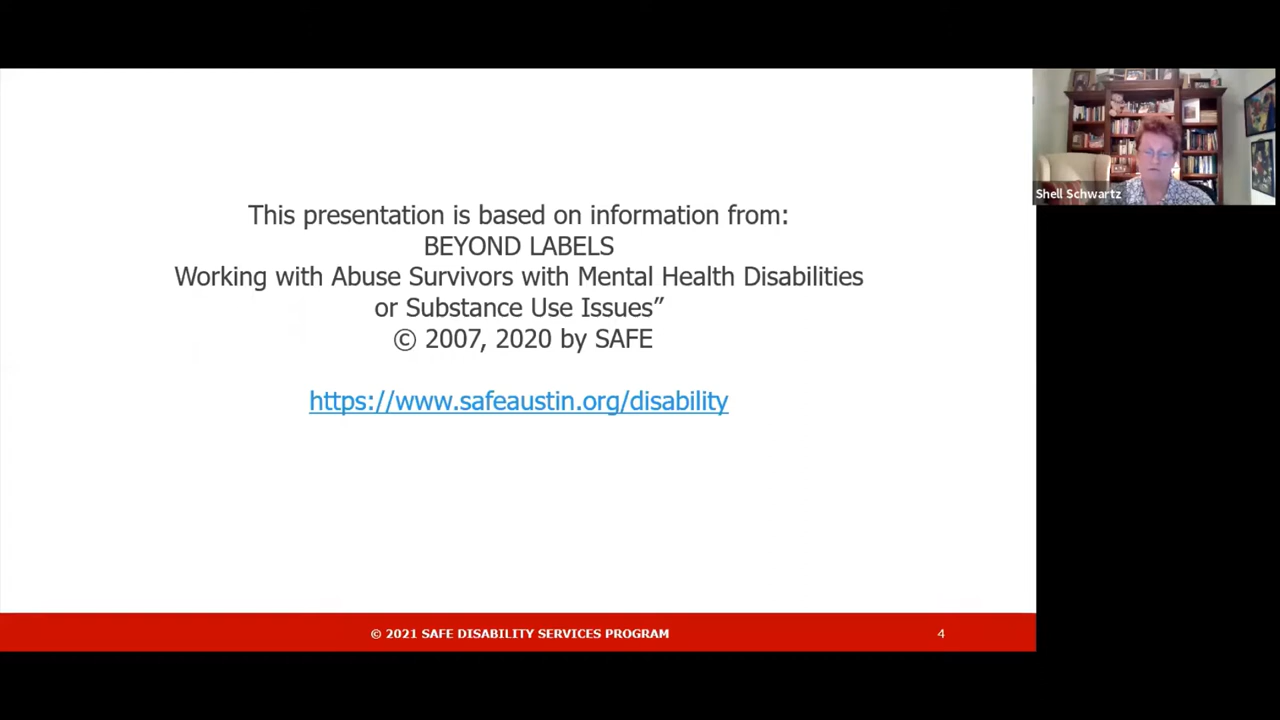 This presentation is based on information from:
BEYOND LABELS
Working with Abuse Survivors with Mental Health Disabilities
or Substance Use Issues”
© 2007, 2020 by SAFE
https://www.safeaustin.org/disability
© 2021 SAFE DISABILITY SERVICES PROGRAM
4
Shell Schwartz